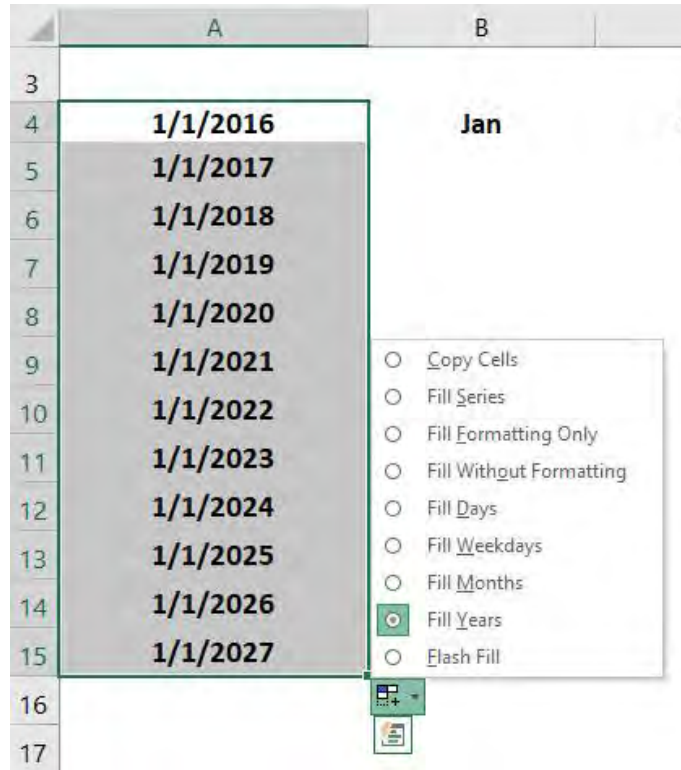 A B
3
4 1/1/2016 Jan
5 1/1/2017
6 1/1/2018
7 1/1/2019
8 1/1/2020
9 1/1/2021 Copy Cells
Fill Series
10 1/1/2022
Fill Formatting Only
11 1/1/2023 Fill Without Formatting
12 1/1/2024 Fill Days
13 1/1/2025 Fill Weekdays
Fill Months
14 1/1/2026 Fill Years
15 1/1/2027 Flash Fill
16
17